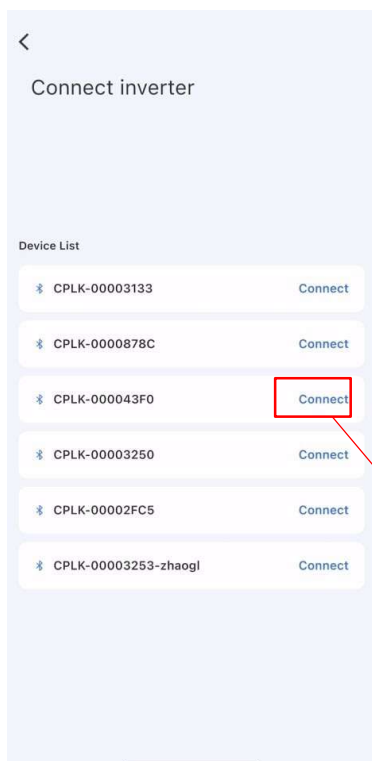 Connect inverter
Device List
CPLK-00003133 Connect
CPLK-0000878C Connect
CPLK-000043F0 Connect
CPLK-00003250 Connect
CPLK-00002FC5 Connect
CPLK-00003253-zhaogl Connect